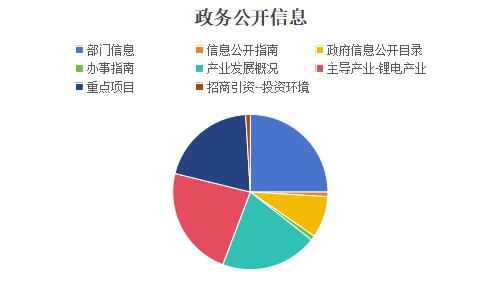 政务公开信息
部门信息 信息公开指南 政府信息公开目录
办事指南 产业发展概况 主导产业-锂电产业
重点项目 招商引资--投资环境